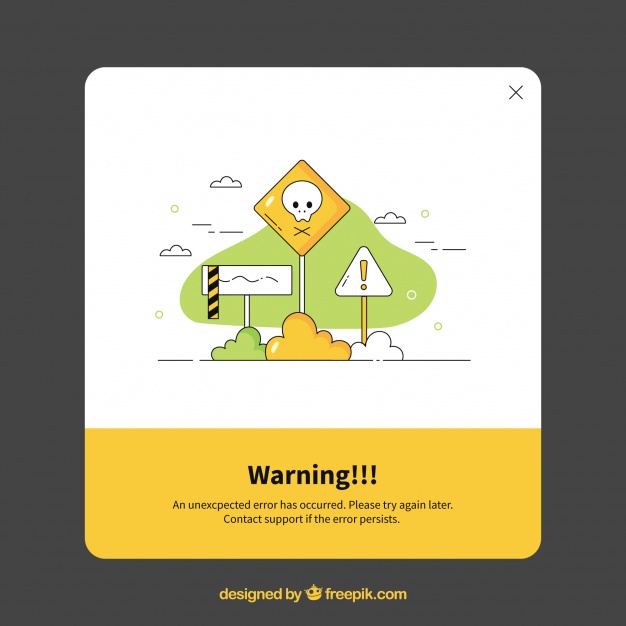 Warning!!!
An unexcpected error has occurred. Please try again later.
Contact support if the error persists.
designed by freepik.com